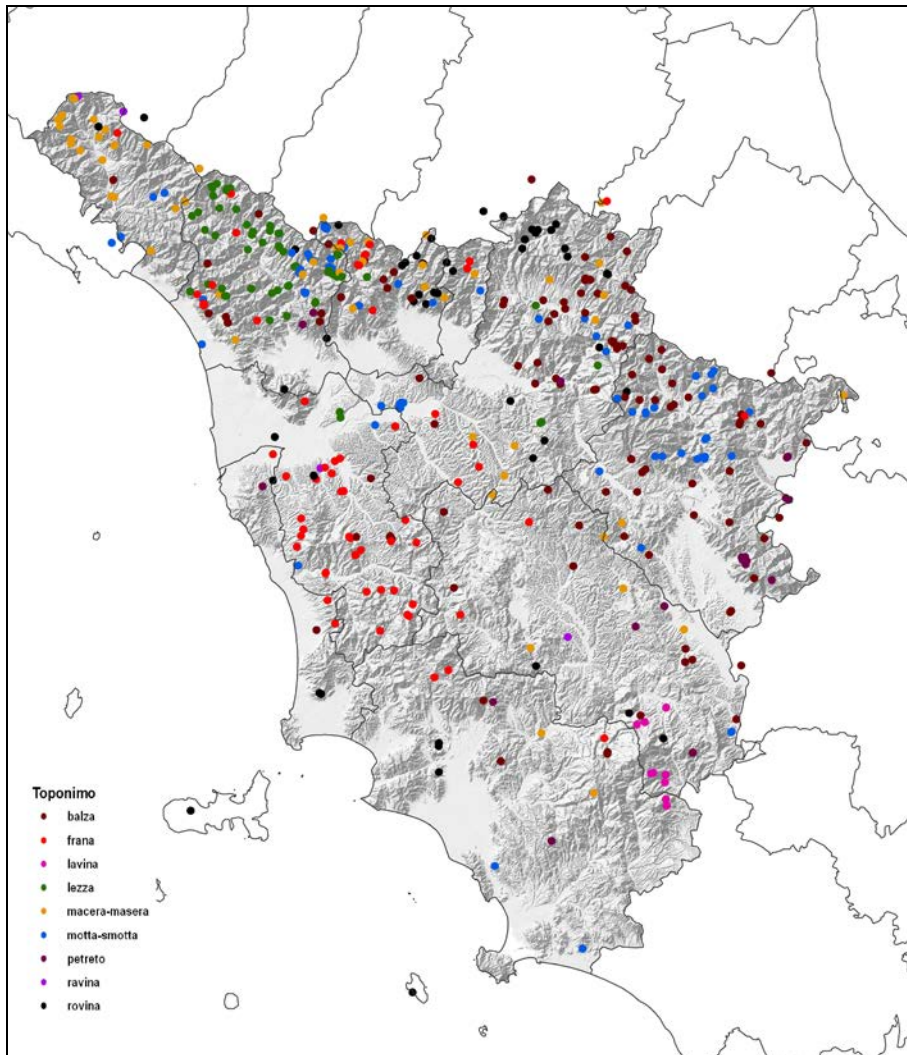 Toponimo
balza
frana
lavina
lezza
macera-masera
motta-smotta
petreto
ravina
rovina